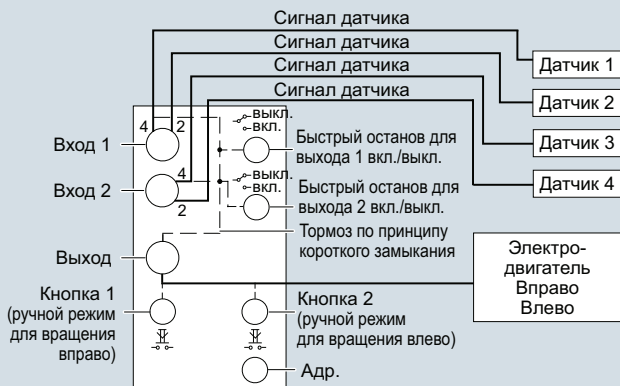 Сигнал датчика
Сигнал датчика
Сигнал датчика
Сигнал датчика
Датчик 1
Датчик 2
Датчик 3
Датчик 4
4
2
выкл.
вкл.
Вход 1
Быстрый останов для
выхода 1 вкл./выкл.
4
2
выкл.
вкл.
Вход 2
Быстрый останов для
выхода 2 вкл./выкл.
Тормоз по принципу
короткого замыкания
Выход
Электро-
двигатель
Вправо
Влево
Кнопка 1
(ручной режим
для вращения
вправо)
Кнопка 2
(ручной режим
для вращения влево)
Адр.